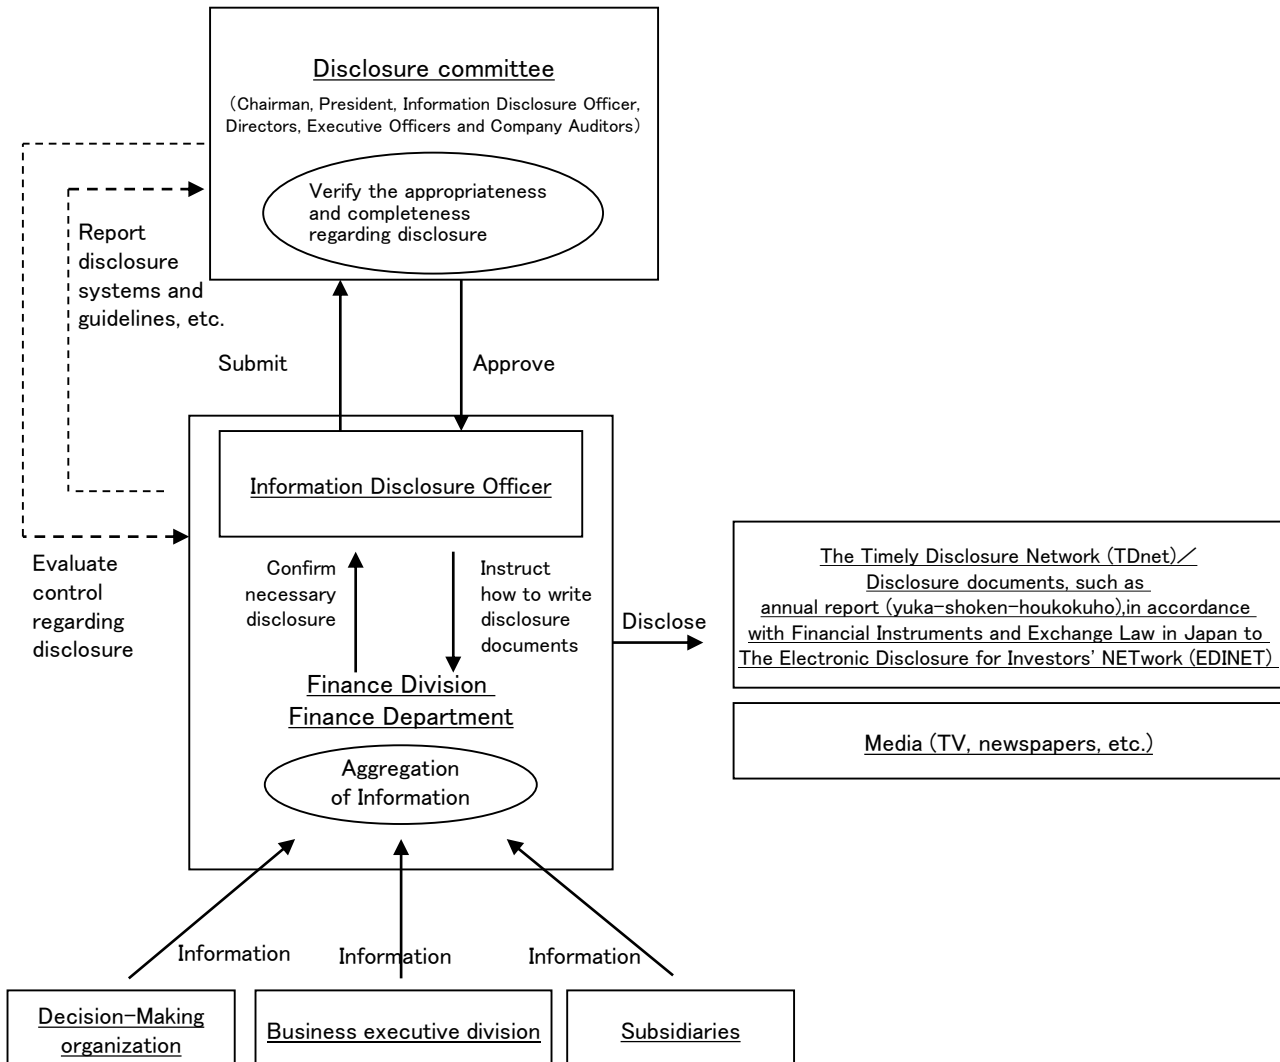 Disclosure committee
(Chairman, President, Information Disclosure Officer,
Directors, Executive Officers and Company Auditors)
Verify the appropriateness
and completeness
regarding disclosure
Report
disclosure
systems and
guidelines, etc.
Submit
Approve
Information Disclosure Officer
Evaluate
control
regarding
disclosure
Confirm
necessary
disclosure
Instruct
how to write
disclosure
documents
Disclose
The Timely Disclosure Network (TDnet)／
Disclosure documents, such as
annual report (yuka-shoken-houkokuho),in accordance
with Financial Instruments and Exchange Law in Japan to
The Electronic Disclosure for Investors' NETwork (EDINET)
Media (TV, newspapers, etc.)
Finance Division
Finance Department
Aggregation
of Information
Information
Information
Information
Decision-Making
organization
Business executive division
Subsidiaries